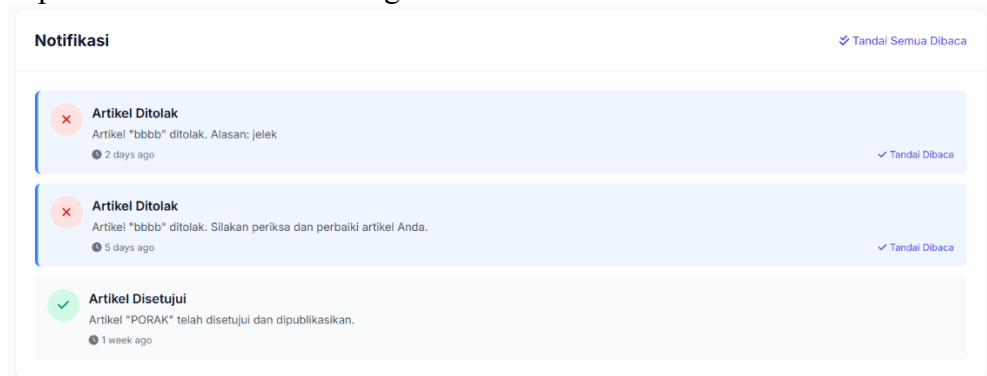 Notifikasi
Tandai Semua Dibaca
Artikel Ditolak
Artikel "bbbb" ditolak. Alasan: jelek
2 days ago
Tandai Dibaca
Artikel Ditolak
Artikel "bbbb" ditolak. Silakan periksa dan perbaiki artikel Anda.
5 days ago
Tandai Dibaca
Artikel Disetujui
Artikel "PORAK" telah disetujui dan dipublikasikan.
1 week ago